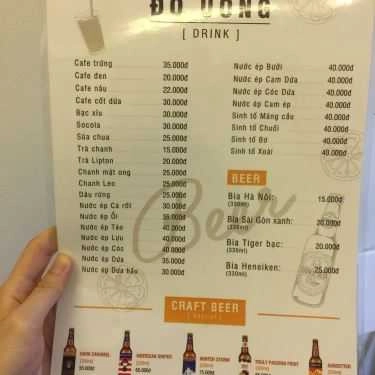 ĐỒ UỐNG
[ DRINK ]
Cafe trứng 35.000đ
Cafe đen 20.000đ
Cafe nâu 22.000đ
Cafe cốt dừa 30.000đ
Bạc xỉu 30.000đ
Socola 30.000đ
Sữa chua 25.000đ
Trà chanh 15.000đ
Trà Lipton 20.000đ
Chanh mật ong 25.000đ
Chanh Leo 25.000đ
Dâu rừng 25.000đ
Nước ép Cà rốt
Nước ép Ổi 35.000đ
Nước ép Táo 40.000đ
Nước ép Lựu 40.000đ
Nước ép Cóc 40.000đ
Nước ép Dứa 35.000đ
Nước ép Dưa hấu 30.000đ
Nước ép Bưởi 40.000đ
Nước ép Cam Dứa 40.000đ
Nước ép Cóc Dứa 40.000đ
Nước ép Cam ép 40.000đ
Sinh tố Mãng cầu 40.000đ
Sinh tố Chuối 40.000đ
Sinh tố Bơ 40.000đ
Sinh tố Xoài 40.000đ
BEER
Bia Hà Nội: 15.000đ
(330ml)
Bia Sài Gòn xanh: 20.000đ
(330ml)
Bia Tiger bạc: 20.000đ
(330ml)
Bia Heneiken: 25.000đ
(330ml)
Beer
CRAFT BEER